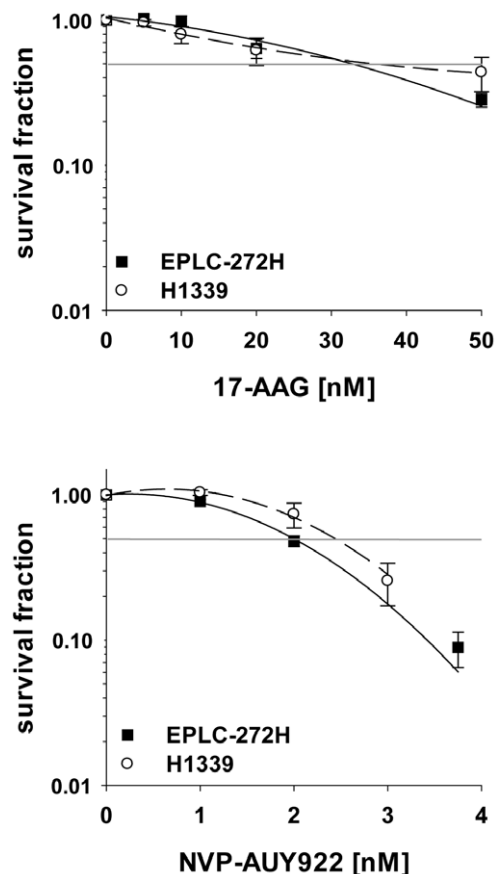 1.00
0.10
0.01
survival fraction
EPLC-272H
H1339
0 10 20 30 40 50
17-AAG [nM]
1.00
0.10
0.01
survival fraction
EPLC-272H
H1339
0 1 2 3 4
NVP-AUY922 [nM]